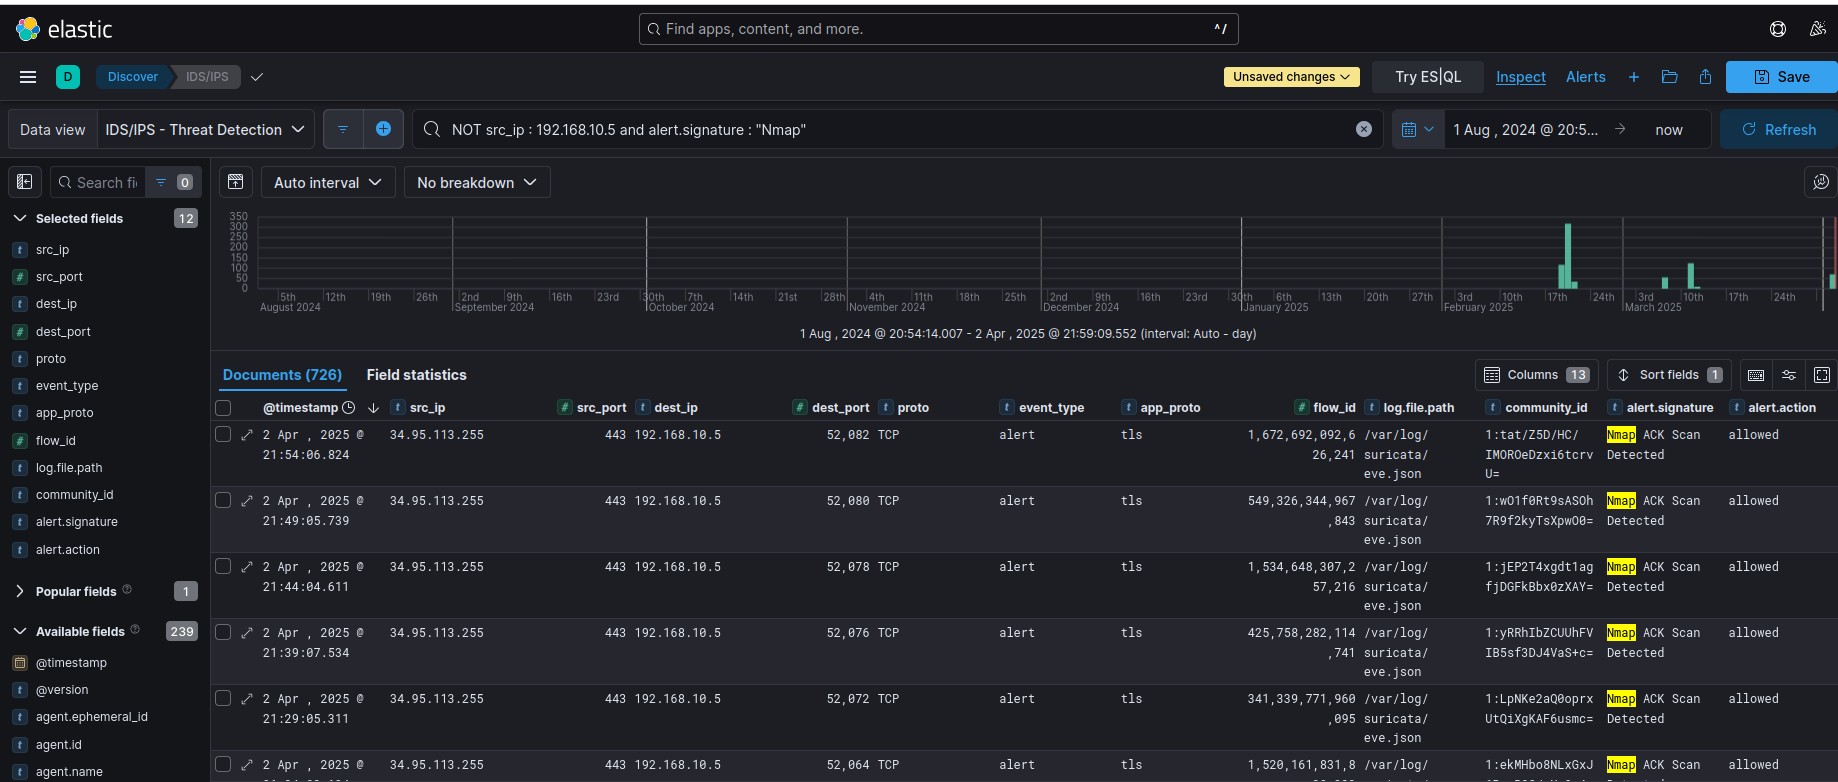 elastic
Find apps, content, and more.
^/
D
Discover
IDS/IPS
Unsaved changes
Try ES|QL
Inspect
Alerts
Save
Data view
IDS/IPS - Threat Detection
NOT src_ip : 192.168.10.5 and alert.signature : "Nmap"
1 Aug , 2024 @ 20:5...
now
Refresh
Search fi
0
Auto interval
No breakdown
Selected fields
12
src_ip
src_port
dest_ip
dest_port
proto
event_type
app_proto
flow_id
log.file.path
community_id
alert.signature
alert.action
Popular fields
1
Available fields
239
@timestamp
@version
agent.ephemeral_id
agent.id
agent.name
350
300
250
200
150
100
50
0
5th 12th 19th 26th 2nd 9th 16th 23rd 30th 7th 14th 21st 28th 4th 11th 18th 25th 2nd 9th 16th 23rd 30th 6th 13th 20th 27th 3rd 10th 17th 24th 3rd 10th 17th 24th
August 2024 September 2024 October 2024 November 2024 December 2024 January 2025 February 2025 March 2025
1 Aug , 2024 @ 20:54:14.007 - 2 Apr , 2025 @ 21:59:09.552 (interval: Auto - day)
Documents (726)
Field statistics
Columns 13
Sort fields 1
@timestamp src_ip src_port dest_ip dest_port proto event_type app_proto flow_id log.file.path community_id alert.signature alert.action
2 Apr , 2025 @ 34.95.113.255 443 192.168.10.5 52,082 TCP alert tls 1,672,692,092,6 /var/log/ 1:tat/Z5D/HC/ Nmap ACK Scan allowed
21:54:06.824 26,241 suricata/ IMOROeDzxi6tcrv Detected
eve.json U=
2 Apr , 2025 @ 34.95.113.255 443 192.168.10.5 52,080 TCP alert tls 549,326,344,967 /var/log/ 1:wO1f0Rt9sASOh Nmap ACK Scan allowed
21:49:05.739 ,843 suricata/ 7R9f2kyTsXpwO0= Detected
eve.json
2 Apr , 2025 @ 34.95.113.255 443 192.168.10.5 52,078 TCP alert tls 1,534,648,307,2 /var/log/ 1:jEP2T4xgdt1ag Nmap ACK Scan allowed
21:44:04.611 57,216 suricata/ fjDGFkBbx0zXAY= Detected
eve.json
2 Apr , 2025 @ 34.95.113.255 443 192.168.10.5 52,076 TCP alert tls 425,758,282,114 /var/log/ 1:yRRhIbZCUUhFV Nmap ACK Scan allowed
21:39:07.534 ,741 suricata/ IB5sf3DJ4VaS+c= Detected
eve.json
2 Apr , 2025 @ 34.95.113.255 443 192.168.10.5 52,072 TCP alert tls 341,339,771,960 /var/log/ 1:LpNKe2aQ0oprx Nmap ACK Scan allowed
21:29:05.311 ,095 suricata/ UtQiXgKAF6usmc= Detected
eve.json
2 Apr , 2025 @ 34.95.113.255 443 192.168.10.5 52,064 TCP alert tls 1,520,161,831,8 /var/log/ 1:ekMHbo8NLxGxJ Nmap ACK Scan allowed